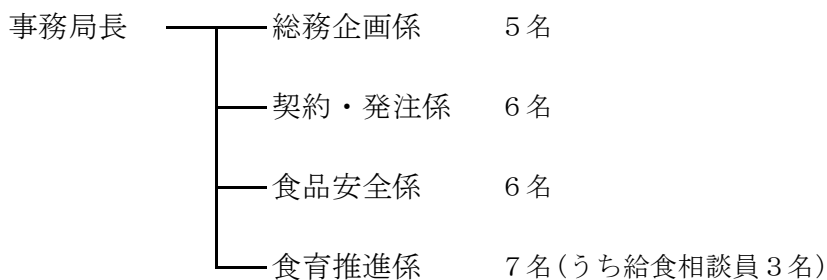 事務局長 総務企画係 5名
契約・発注係 6名
食品安全係 6名
食育推進係 7名(うち給食相談員3名)